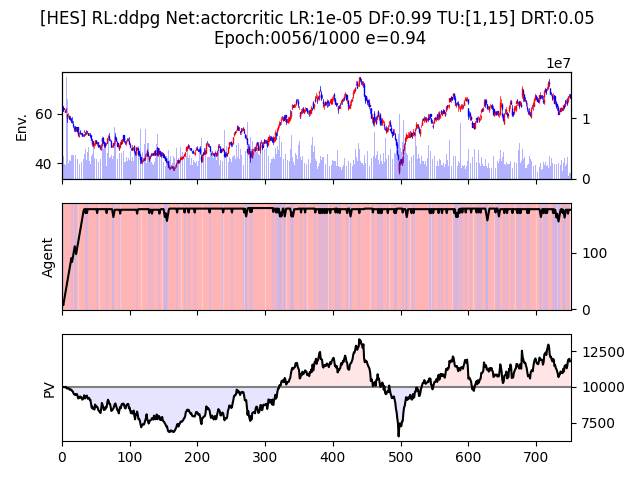 [HES] RL:ddpg Net:actorcritic LR:1e-05 DF:0.99 TU:[1,15] DRT:0.05
Epoch:0056/1000 e=0.94
1e7
Env.
60
40
1
0
Agent
100
0
PV
12500
10000
7500
0 100 200 300 400 500 600 700